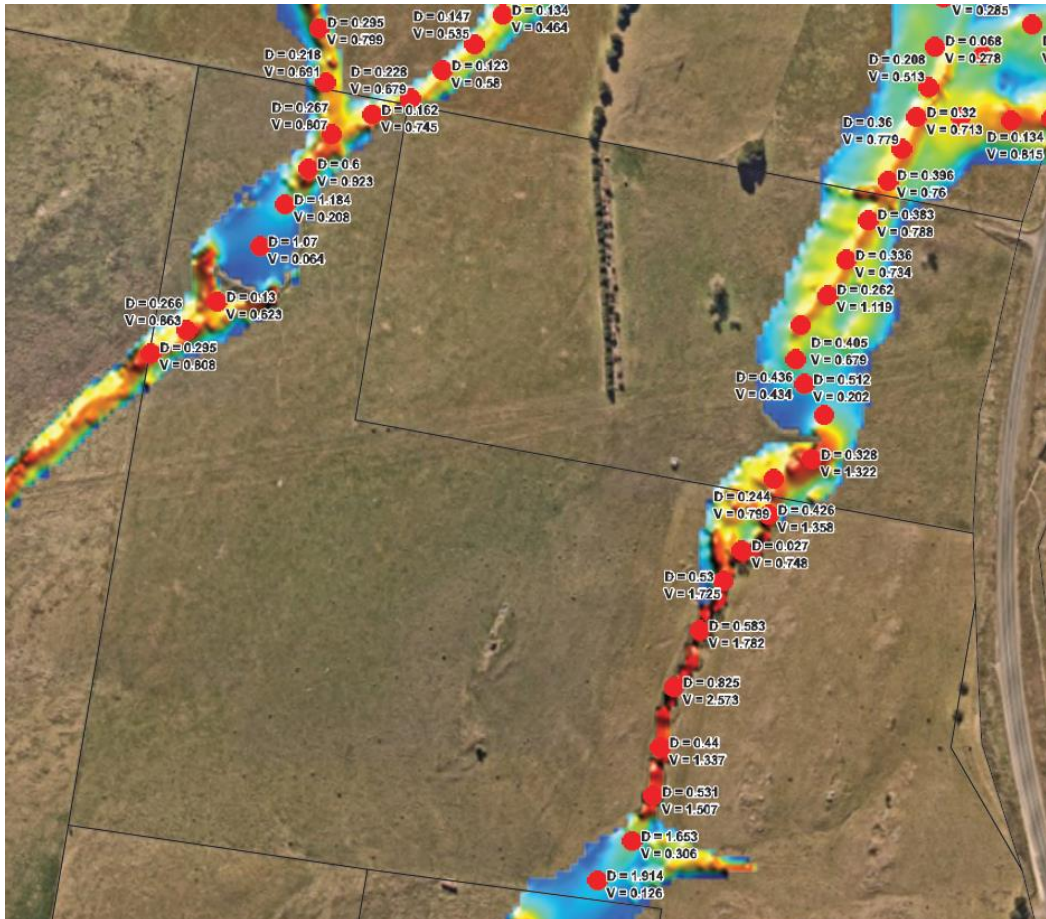 D = 0.295
V = 0.799
D = 0.147
V = 0.535
D = 0.134
V = 0.464
V = 0.285
D = 0.218
V = 0.691
D = 0.228
V = 0.679
D = 0.123
V = 0.58
D = 0.068
V = 0.278
D = 0.208
V = 0.513
D = 0.267
V = 0.807
D = 0.162
V = 0.745
D = 0.36
V = 0.779
D = 0.32
V = 0.713
D = 0.134
V = 0.815
D = 0.6
V = 0.923
D = 0.396
V = 0.76
D = 1.184
V = 0.208
D = 0.383
V = 0.788
D = 1.07
V = 0.064
D = 0.336
V = 0.734
D = 0.266
V = 0.863
D = 0.13
V = 0.623
D = 0.262
V = 1.119
D = 0.295
V = 0.808
D = 0.405
V = 0.679
D = 0.436
V = 0.434
D = 0.512
V = 0.202
D = 0.328
V = 1.322
D = 0.244
V = 0.799
D = 0.426
V = 1.358
D = 0.027
V = 0.748
D = 0.53
V = 1.725
D = 0.583
V = 1.782
D = 0.825
V = 2.573
D = 0.44
V = 1.337
D = 0.531
V = 1.507
D = 1.653
V = 0.306
D = 1.914
V = 0.126